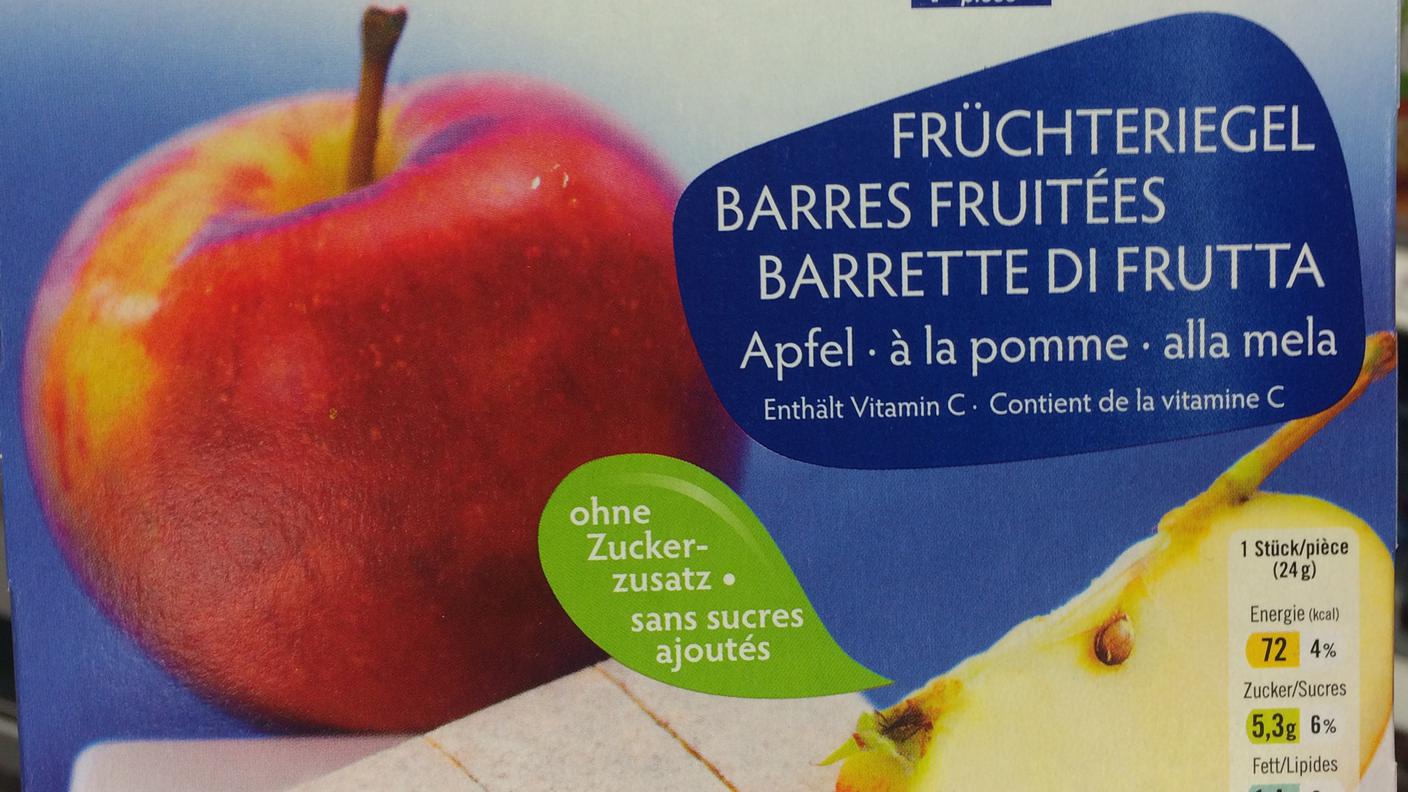 FRÜCHTERIEGEL
BARRES FRUITÉES
BARRETTE DI FRUTTA
Apfel · à la pomme · alla mela
Enthält Vitamin C · Contient de la vitamine C
ohne
Zucker-
zusatz •
sans sucres
ajoutés
1 Stück/pièce
(24 g)
Energie (kcal)
72 4%
Zucker/Sucres
5,3g 6%
Fett/Lipides